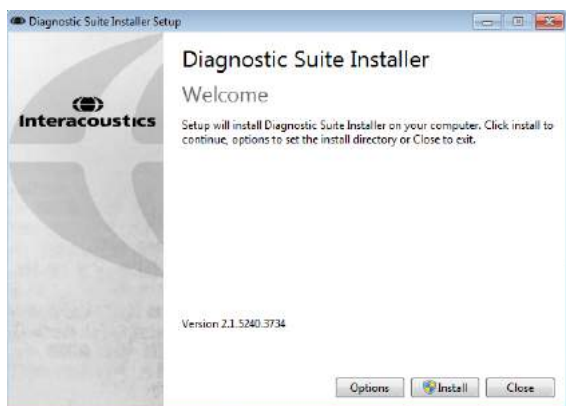 Diagnostic Suite Installer Setup
Diagnostic Suite Installer
Welcome
Interacoustics
Setup will install Diagnostic Suite Installer on your computer. Click install to
continue, options to set the install directory or Close to exit.
Version 2.1.5240.3734
Options
Install
Close